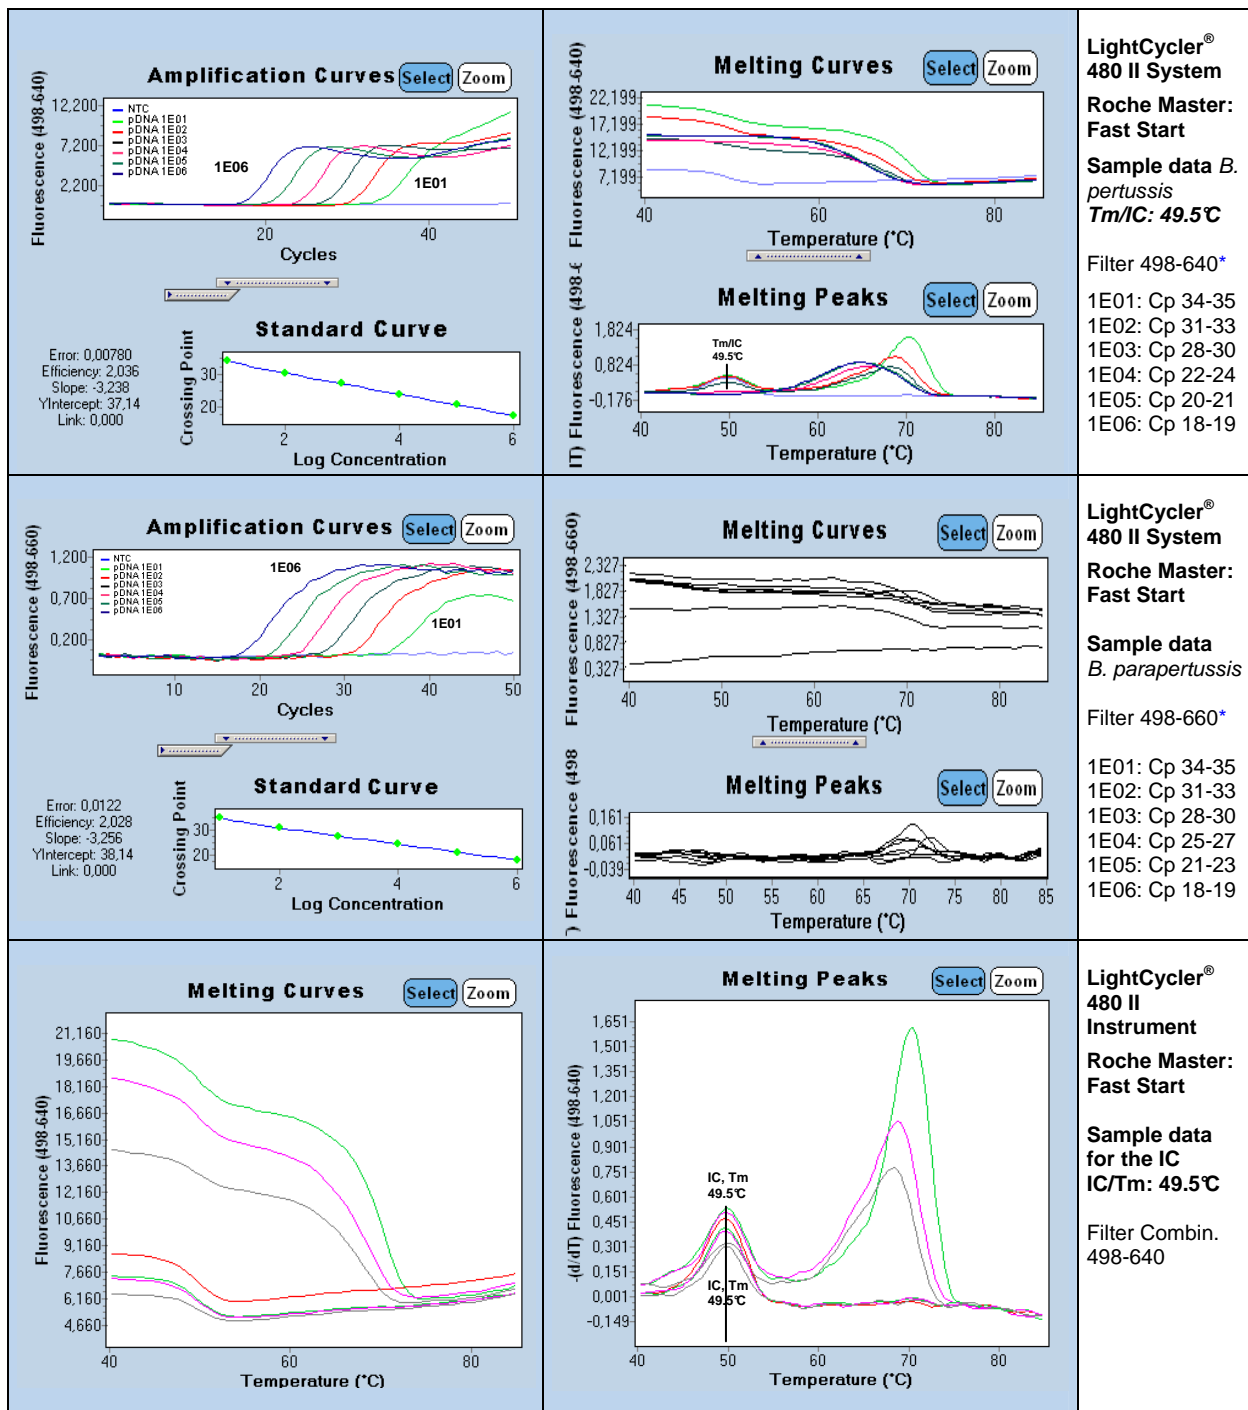 Amplification Curves Select Zoom
Fluorescence (498-640)
12,200
7,200
2,200
NTC
pDNA 1E01
pDNA 1E02
pDNA 1E03
pDNA 1E04
pDNA 1E05
pDNA 1E06
1E06
1E01
20 40
Cycles
Standard Curve
Error: 0,00780
Efficiency: 2,036
Slope: -3,238
YIntercept: 37,14
Link: 0,000
Crossing Point
30
20
2 4 6
Log Concentration
Melting Curves Select Zoom
Fluorescence (498-640)
22,199
17,199
12,199
7,199
40 60 80
Temperature (°C)
Melting Peaks Select Zoom
IT) Fluorescence (498-6
1,824
0,824
-0,176
Tm/IC
49.5°C
40 50 60 70 80
Temperature (°C)
LightCycler®
480 II System
Roche Master:
Fast Start
Sample data B.
pertussis
Tm/IC: 49.5°C
Filter 498-640*
1E01: Cp 34-35
1E02: Cp 31-33
1E03: Cp 28-30
1E04: Cp 22-24
1E05: Cp 20-21
1E06: Cp 18-19
Amplification Curves Select Zoom
Fluorescence (498-660)
1,200
0,700
0,200
NTC
pDNA 1E01
pDNA 1E02
pDNA 1E03
pDNA 1E04
pDNA 1E05
pDNA 1E06
1E06
1E01
10 20 30 40 50
Cycles
Standard Curve
Error: 0,0122
Efficiency: 2,028
Slope: -3,256
YIntercept: 38,14
Link: 0,000
Crossing Point
30
20
2 4 6
Log Concentration
Melting Curves Select Zoom
Fluorescence (498-660)
2,327
1,827
1,327
0,827
0,327
40 50 60 70 80
Temperature (°C)
Melting Peaks Select Zoom
) Fluorescence (498
0,161
0,061
-0,039
40 45 50 55 60 65 70 75 80 85
Temperature (°C)
LightCycler®
480 II System
Roche Master:
Fast Start
Sample data
B. parapertussis
Filter 498-660*
1E01: Cp 34-35
1E02: Cp 31-33
1E03: Cp 28-30
1E04: Cp 25-27
1E05: Cp 21-23
1E06: Cp 18-19
Melting Curves Select Zoom
Fluorescence (498-640)
21,160
19,660
18,160
16,660
15,160
13,660
12,160
10,660
9,160
7,660
6,160
4,660
40 60 80
Temperature (°C)
Melting Peaks Select Zoom
-(d/dT) Fluorescence (498-640)
1,651
1,501
1,351
1,201
1,051
0,901
0,751
0,601
0,451
0,301
0,151
0,001
-0,149
IC, Tm
49.5°C
IC, Tm
49.5°C
40 50 60 70 80
Temperature (°C)
LightCycler®
480 II
Instrument
Roche Master:
Fast Start
Sample data
for the IC
IC/Tm: 49.5°C
Filter Combin.
498-640